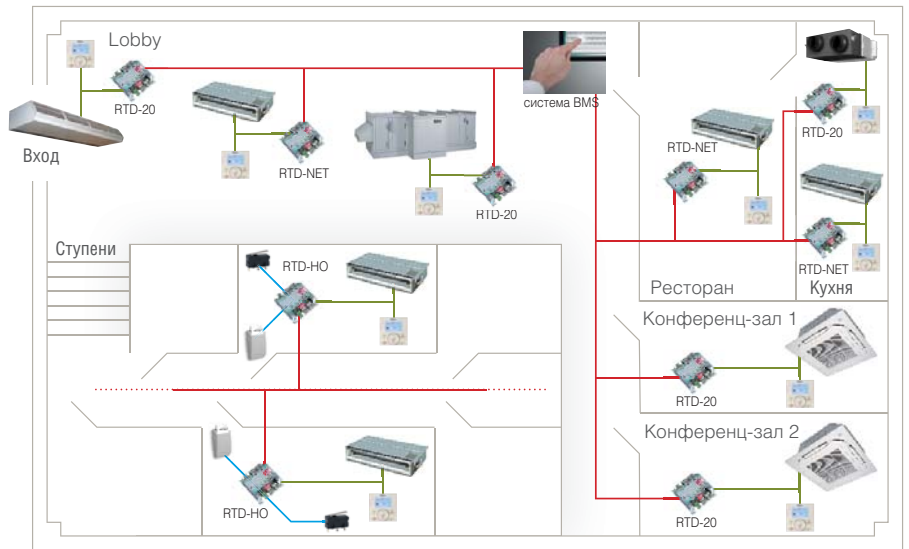 Lobby
RTD-20
Вход
RTD-NET
RTD-20
система BMS
RTD-NET
RTD-20
RTD-NET
Ресторан
Кухня
Ступени
RTD-HO
RTD-HO
Конференц-зал 1
RTD-20
Конференц-зал 2
RTD-20